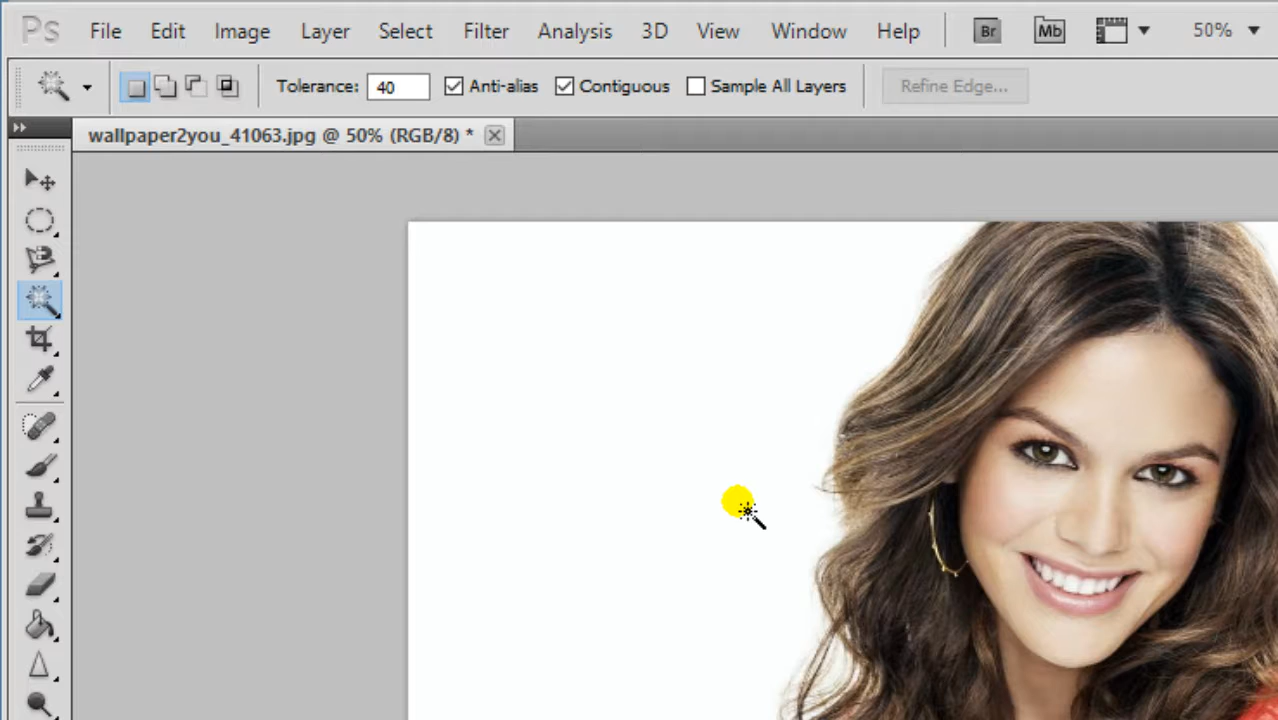 Ps File Edit Image Layer Select Filter Analysis 3D View Window Help Br Mb 50%
Tolerance: 40 Anti-alias Contiguous Sample All Layers Refine Edge...
wallpaper2you_41063.jpg @ 50% (RGB/8) *